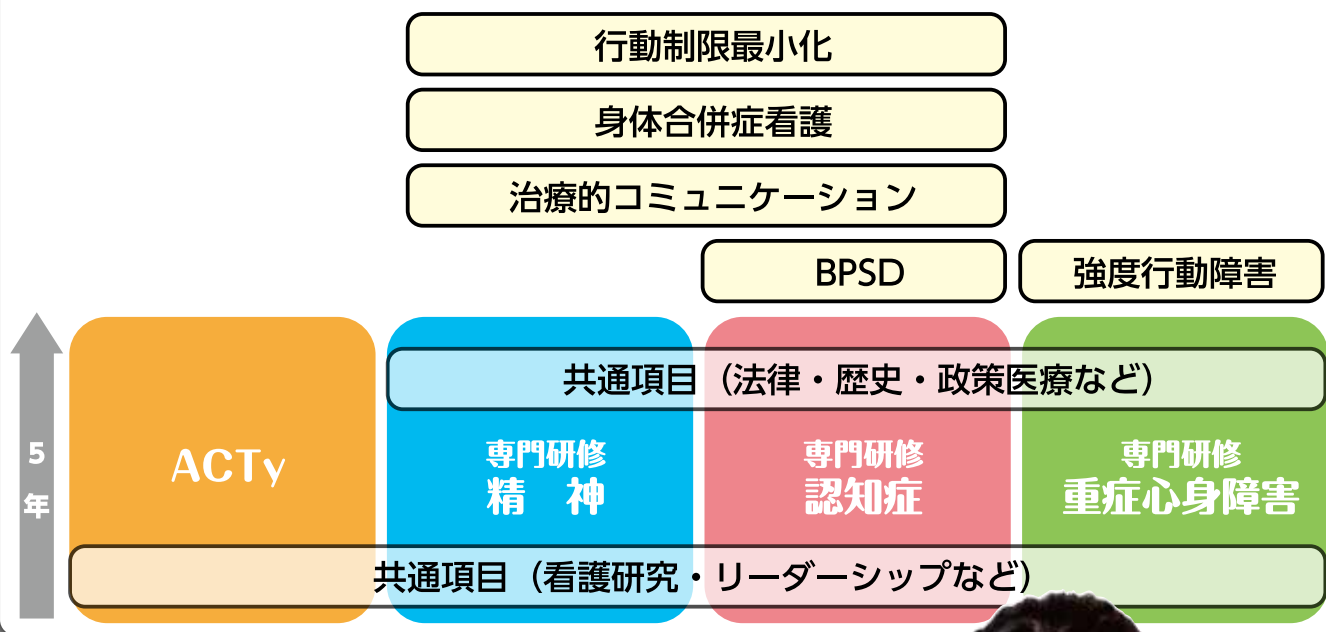 行動制限最小化
身体合併症看護
治療的コミュニケーション
BPSD
強度行動障害
共通項目（法律・歴史・政策医療など）
5年
ACTy
専門研修
精　神
専門研修
認知症
専門研修
重症心身障害
共通項目（看護研究・リーダーシップなど）